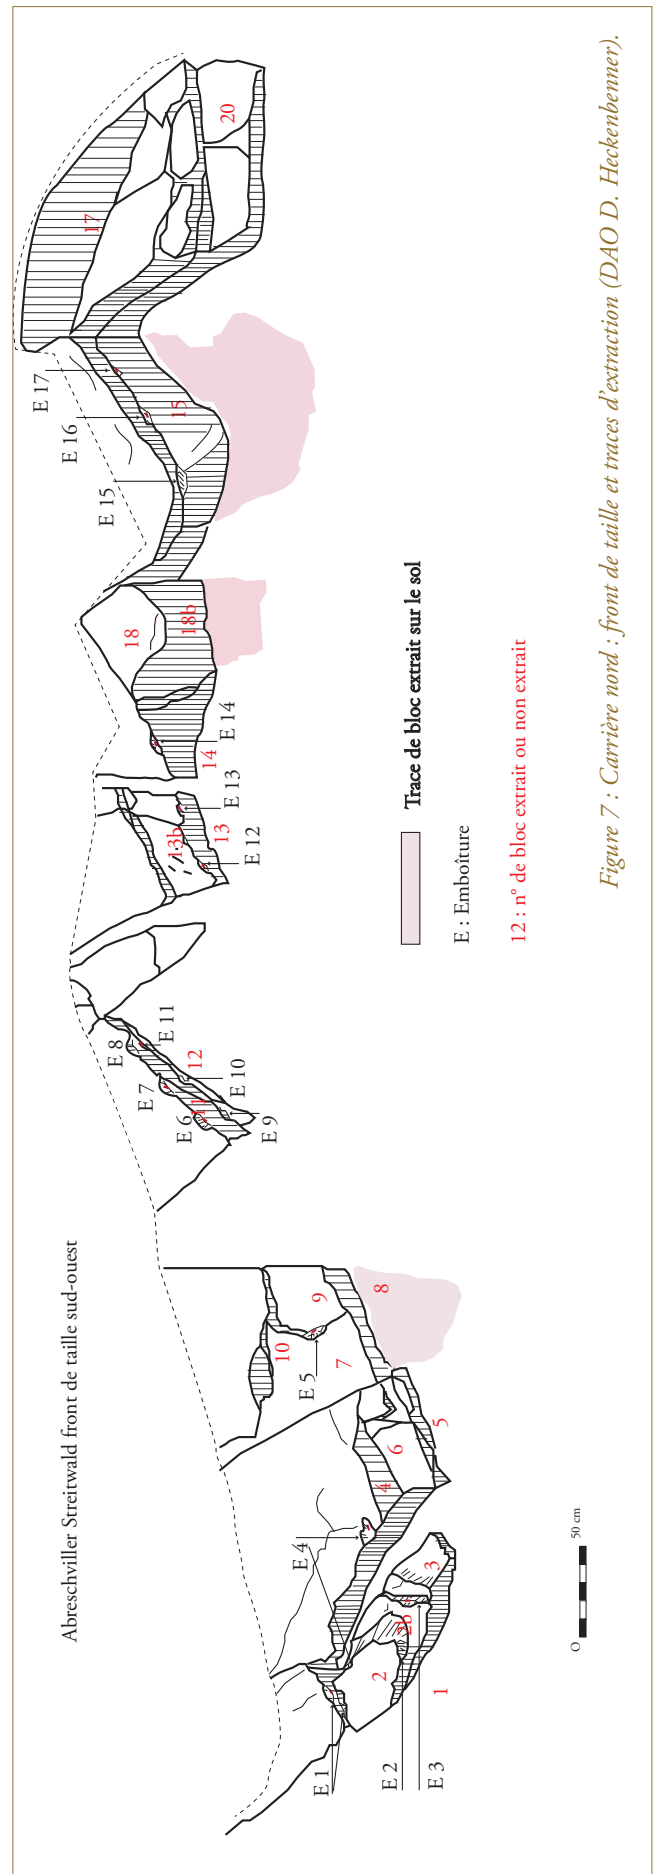 Abreschviller Streitwald front de taille sud-ouest
E 1
E 2
E 3
E 4
E 5
E 6
E 7
E 8
E 9
E 10
E 11
E 12
E 13
E 14
E 15
E 16
E 17
1
2
2b
3
4
5
6
7
8
9
10
11
12
13
13b
14
15
17
18
18b
20
O
50 cm
Trace de bloc extrait sur le sol
E : Emboîture
12 : n° de bloc extrait ou non extrait
Figure 7 : Carrière nord : front de taille et traces d'extraction (DAO D. Heckenbenner).